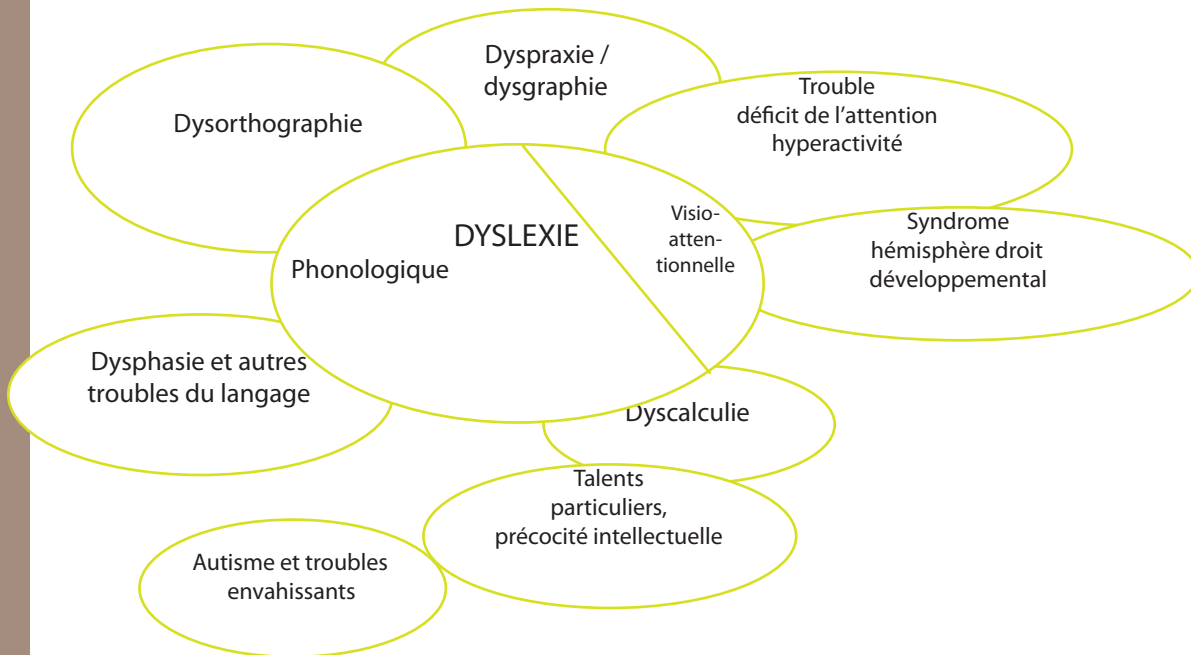 Dyspraxie /
dysgraphie
Trouble
déficit de l’attention
hyperactivité
Dysorthographie
Visio-
atten-
tionnelle
DYSLEXIE
Phonologique
Syndrome
hémisphère droit
développemental
Dysphasie et autres
troubles du langage
Dyscalculie
Talents
particuliers,
précocité intellectuelle
Autisme et troubles
envahissants